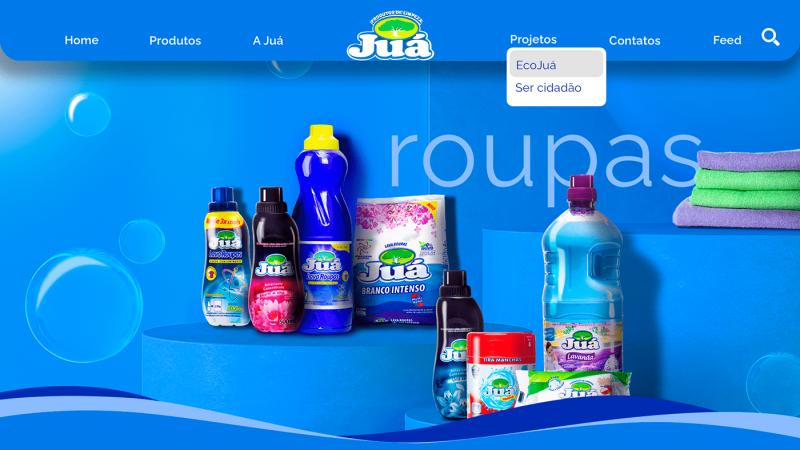 Home
Produtos
A Juá
PRODUTOS DE LIMPEZA
Juá
Projetos
Contatos
Feed
EcoJuá
Ser cidadão
roupas
Juá
Juá
Juá
Juá
BRANCO INTENSO
TIRA MANCHAS
Juá
Juá
Lavanda
Juá